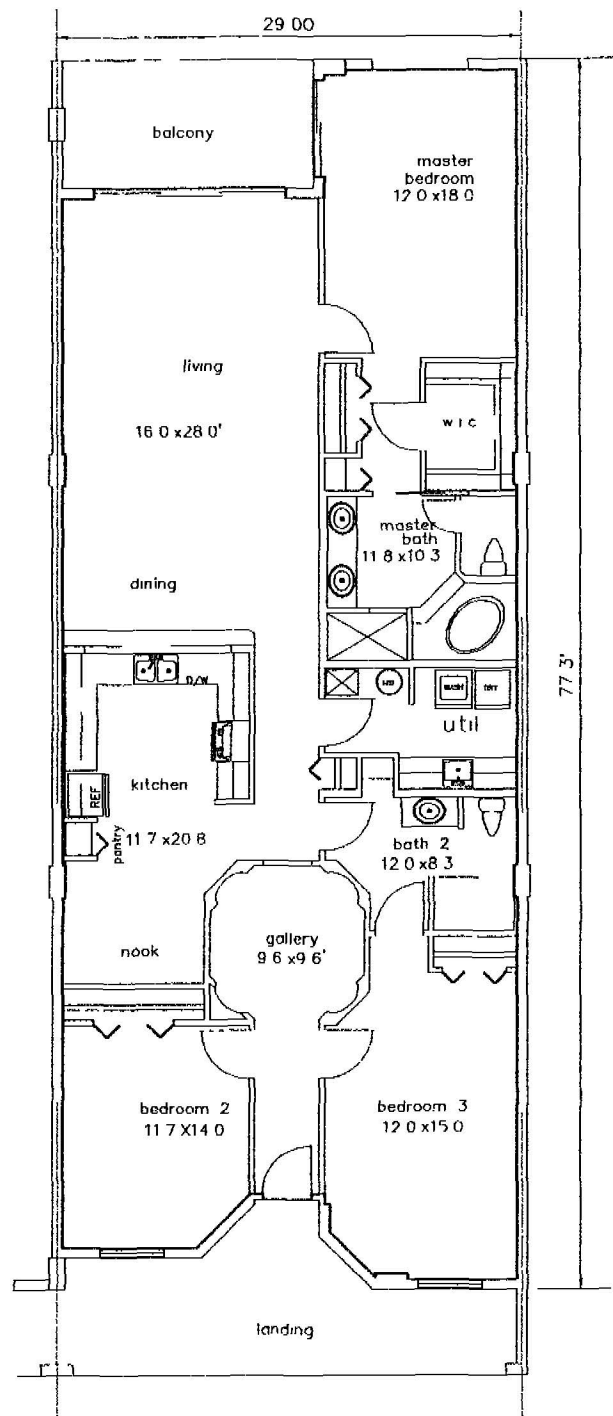 29 00
balcony
master
bedroom
12 0 x18 0
living
16 0 x28 0'
w i c
master
bath
11 8 x10 3
dining
77 3'
D/W
WASH
DRY
util
kitchen
REF
11 7 x20 8
pantry
bath 2
12 0 x8 3
gallery
9 6 x9 6'
nook
bedroom 2
11 7 X14 0
bedroom 3
12 0 x15 0
landing